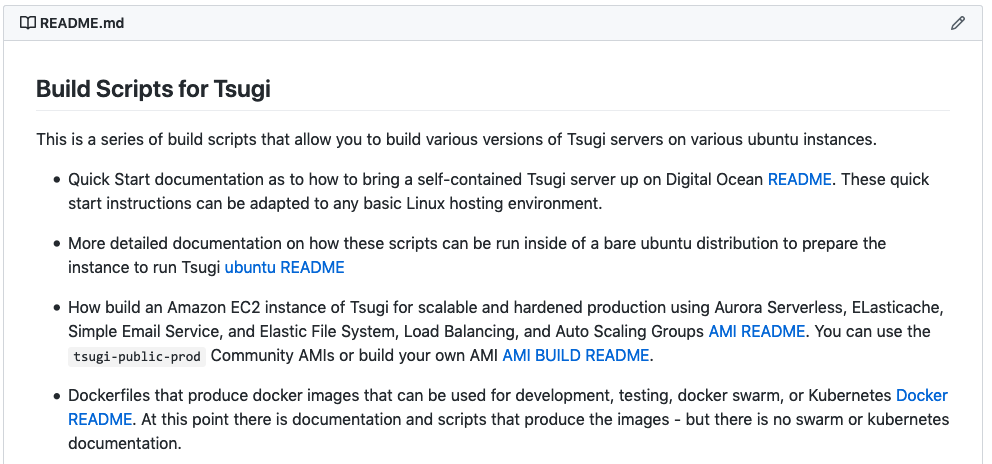 README.md
Build Scripts for Tsugi
This is a series of build scripts that allow you to build various versions of Tsugi servers on various ubuntu instances.
• Quick Start documentation as to how to bring a self-contained Tsugi server up on Digital Ocean README. These quick
start instructions can be adapted to any basic Linux hosting environment.
• More detailed documentation on how these scripts can be run inside of a bare ubuntu distribution to prepare the
instance to run Tsugi ubuntu README
• How build an Amazon EC2 instance of Tsugi for scalable and hardened production using Aurora Serverless, ELasticache,
Simple Email Service, and Elastic File System, Load Balancing, and Auto Scaling Groups AMI README. You can use the
tsugi-public-prod Community AMIs or build your own AMI AMI BUILD README.
• Dockerfiles that produce docker images that can be used for development, testing, docker swarm, or Kubernetes Docker
README. At this point there is documentation and scripts that produce the images - but there is no swarm or kubernetes
documentation.